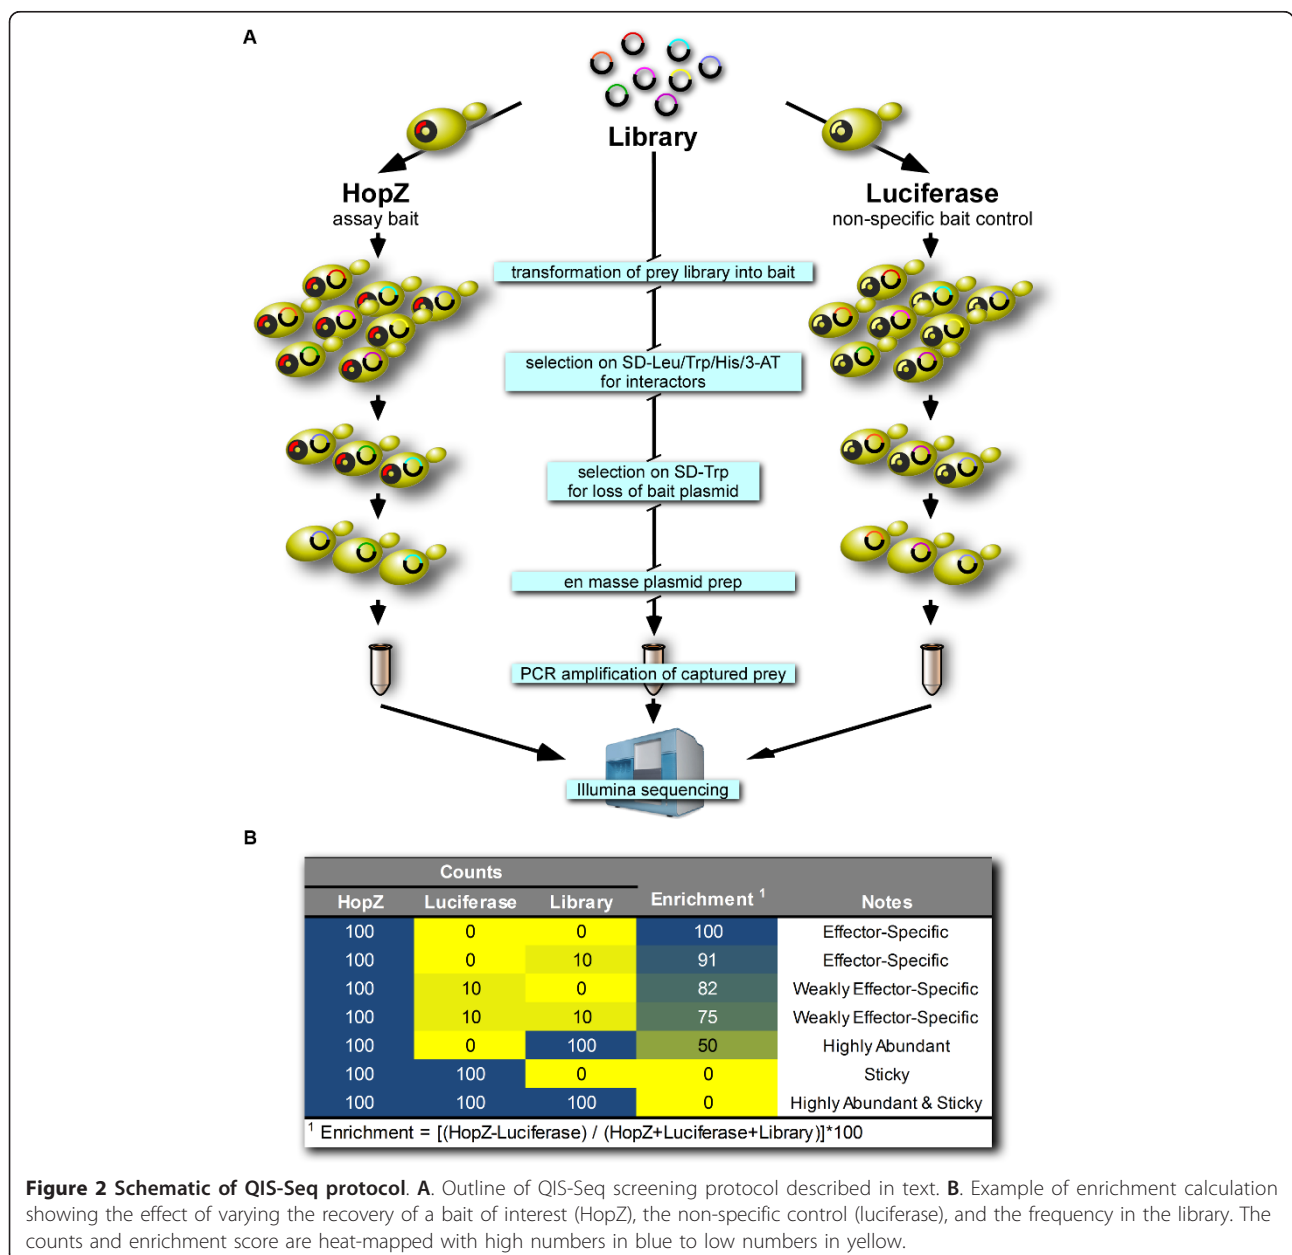 A
Library
HopZ
assay bait
Luciferase
non-specific bait control
transformation of prey library into bait
selection on SD-Leu/Trp/His/3-AT
for interactors
selection on SD-Trp
for loss of bait plasmid
en masse plasmid prep
PCR amplification of captured prey
Illumina sequencing
B
Counts
HopZ Luciferase Library Enrichment 1 Notes
100 0 0 100 Effector-Specific
100 0 10 91 Effector-Specific
100 10 0 82 Weakly Effector-Specific
100 10 10 75 Weakly Effector-Specific
100 0 100 50 Highly Abundant
100 100 0 0 Sticky
100 100 100 0 Highly Abundant & Sticky
1 Enrichment = [(HopZ-Luciferase) / (HopZ+Luciferase+Library)]*100
Figure 2 Schematic of QIS-Seq protocol. A. Outline of QIS-Seq screening protocol described in text. B. Example of enrichment calculation
showing the effect of varying the recovery of a bait of interest (HopZ), the non-specific control (luciferase), and the frequency in the library. The
counts and enrichment score are heat-mapped with high numbers in blue to low numbers in yellow.